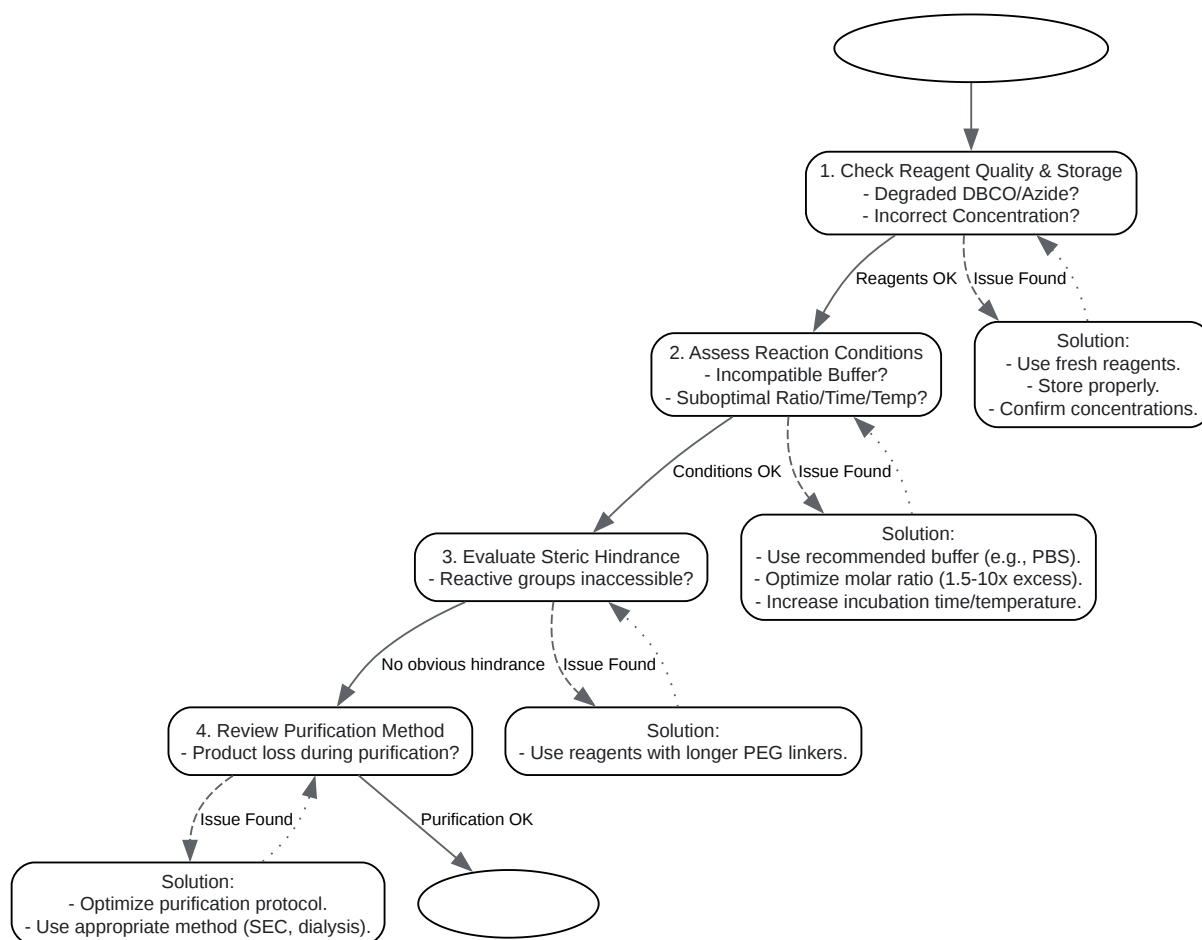 1. Check Reagent Quality & Storage
- Degraded DBCO/Azide?
- Incorrect Concentration?
Reagents OK
Issue Found
Solution:
- Use fresh reagents.
- Store properly.
- Confirm concentrations.
2. Assess Reaction Conditions
- Incompatible Buffer?
- Suboptimal Ratio/Time/Temp?
Conditions OK
Issue Found
Solution:
- Use recommended buffer (e.g., PBS).
- Optimize molar ratio (1.5-10x excess).
- Increase incubation time/temperature.
3. Evaluate Steric Hindrance
- Reactive groups inaccessible?
No obvious hindrance
Issue Found
Solution:
- Use reagents with longer PEG linkers.
4. Review Purification Method
- Product loss during purification?
Issue Found
Purification OK
Solution:
- Optimize purification protocol.
- Use appropriate method (SEC, dialysis).